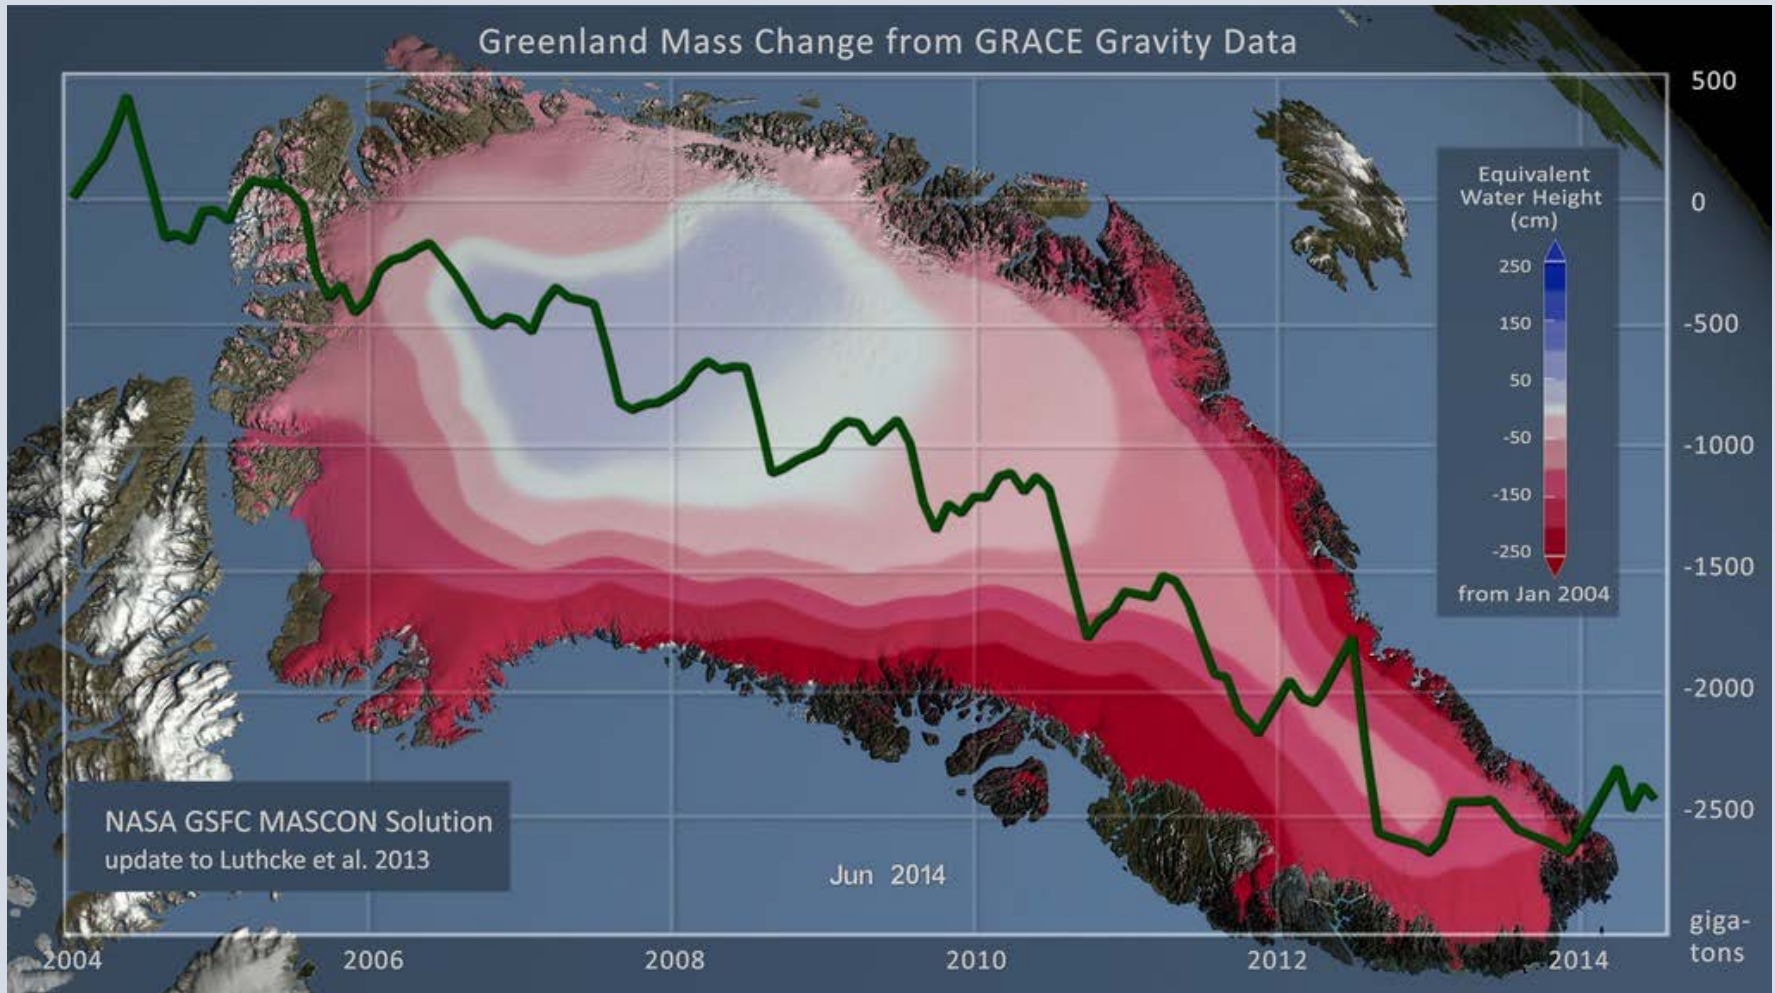 Greenland Mass Change from GRACE Gravity Data
500
0
-500
-1000
-1500
-2000
-2500
giga-
tons
Equivalent
Water Height
(cm)
250
150
50
-50
-150
-250
from Jan 2004
NASA GSFC MASCON Solution
update to Luthcke et al. 2013
Jun 2014
2004 2006 2008 2010 2012 2014